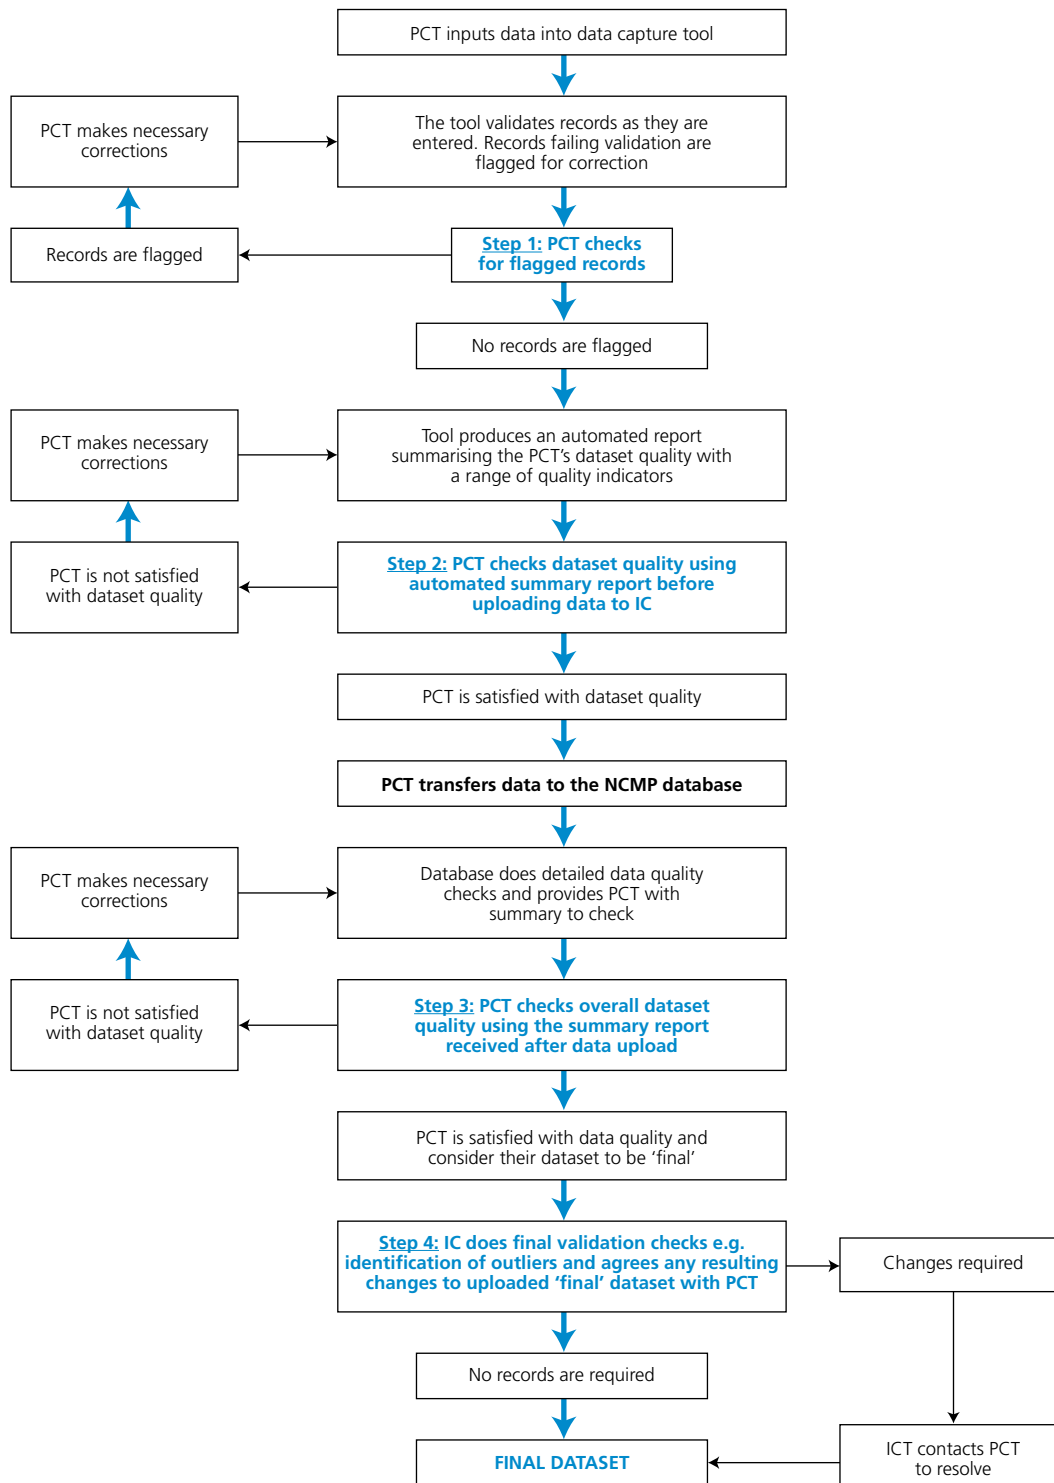 PCT inputs data into data capture tool
PCT makes necessary
corrections
The tool validates records as they are
entered. Records failing validation are
flagged for correction
Records are flagged
Step 1: PCT checks
for flagged records
No records are flagged
PCT makes necessary
corrections
Tool produces an automated report
summarising the PCT's dataset quality with
a range of quality indicators
PCT is not satisfied
with dataset quality
Step 2: PCT checks dataset quality using
automated summary report before
uploading data to IC
PCT is satisfied with dataset quality
PCT transfers data to the NCMP database
PCT makes necessary
corrections
Database does detailed data quality
checks and provides PCT with
summary to check
PCT is not satisfied
with dataset quality
Step 3: PCT checks overall dataset
quality using the summary report
received after data upload
PCT is satisfied with data quality and
consider their dataset to be ‘final’
Step 4: IC does final validation checks e.g.
identification of outliers and agrees any resulting
changes to uploaded ‘final’ dataset with PCT
Changes required
No records are required
FINAL DATASET
ICT contacts PCT
to resolve